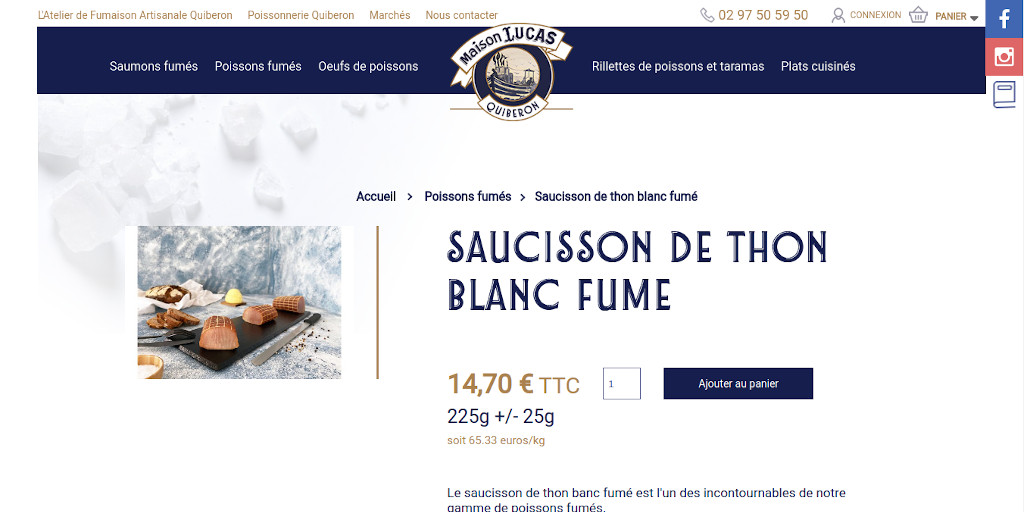 L'Atelier de Fumaison Artisanale Quiberon Poissonnerie Quiberon Marchés Nous contacter
02 97 50 59 50 CONNEXION PANIER
Saumons fumés Poissons fumés Oeufs de poissons
Maison LUCAS
QUIBERON
Rillettes de poissons et taramas Plats cuisinés
Accueil > Poissons fumés > Saucisson de thon blanc fumé
SAUCISSON DE THON
BLANC FUME
14,70 € TTC 1 Ajouter au panier
225g +/- 25g
soit 65.33 euros/kg
Le saucisson de thon banc fumé est l'un des incontournables de notre
gamme de poissons fumés.